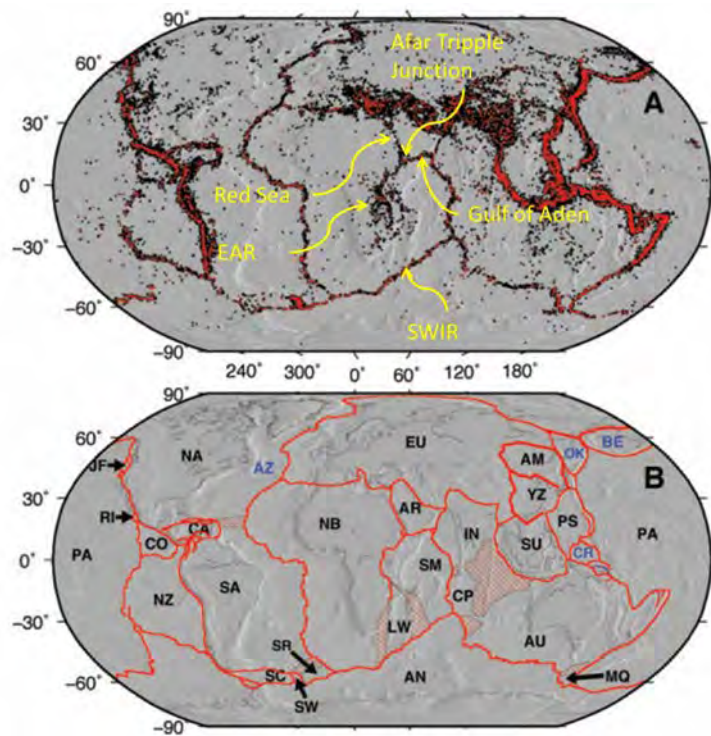 90°
Afar Tripple
Junction
60°
A
30°
0°
Red Sea
Gulf of Aden
EAR
−30°
SWIR
−60°
−90
240° 300° 0° 60° 120° 180°
90°
60°
EU
BE
OK
NA
AZ
AM
JF
B
30°
YZ
AR
NB
RI
CA
IN
PS
PA
PA
CO
SU
CR
0°
SM
SA
NZ
CP
−30°
LW
AU
SR
AN
SC
MQ
−60°
SW
−90